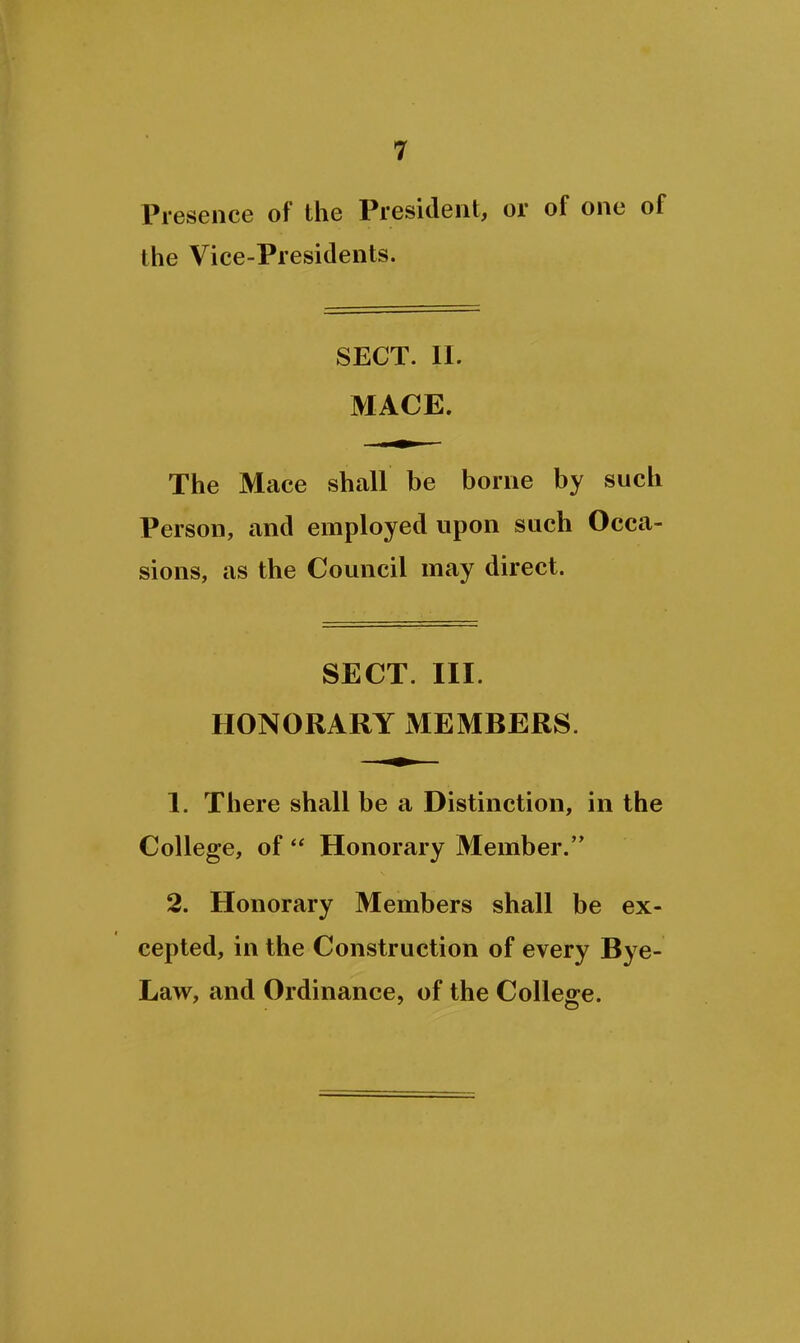 7
Presence of the President, or of one of
the Vice-Presidents.
SECT. II.
MACE.
The Mace shall be borne by such
Person, and employed upon such Occa-
sions, as the Council may direct.
SECT. III.
HONORARY MEMBERS.
1. There shall be a Distinction, in the
College, of “ Honorary Member.”
2. Honorary Members shall be ex-
cepted, in the Construction of every Bye-
Law, and Ordinance, of the College.